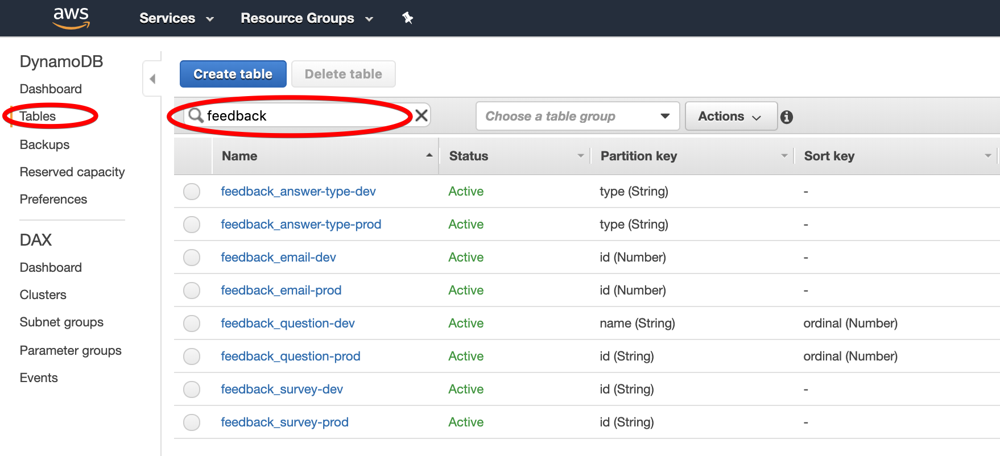 aws Services Resource Groups
DynamoDB
Dashboard
Tables
Backups
Reserved capacity
Preferences
DAX
Dashboard
Clusters
Subnet groups
Parameter groups
Events
Create table Delete table
feedback Choose a table group Actions
Name Status Partition key Sort key
feedback_answer-type-dev Active type (String) -
feedback_answer-type-prod Active type (String) -
feedback_email-dev Active id (Number) -
feedback_email-prod Active id (Number) -
feedback_question-dev Active name (String) ordinal (Number)
feedback_question-prod Active id (String) ordinal (Number)
feedback_survey-dev Active id (String) -
feedback_survey-prod Active id (String) -